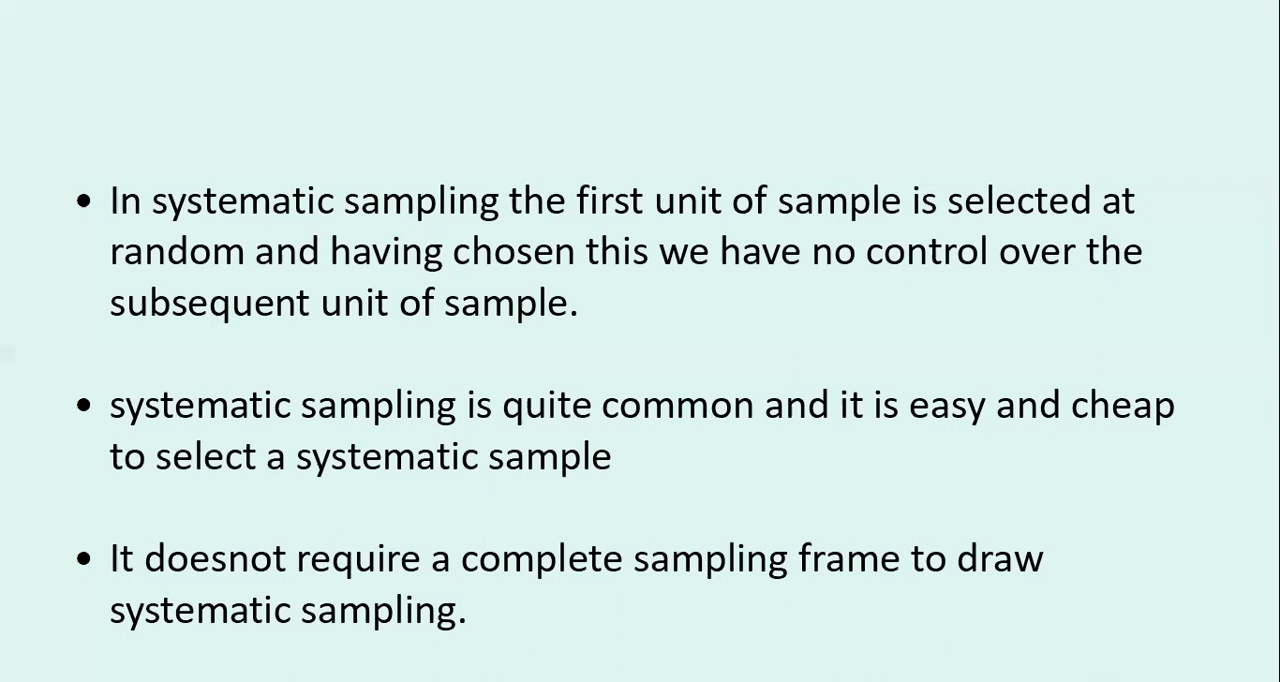 • In systematic sampling the first unit of sample is selected at
random and having chosen this we have no control over the
subsequent unit of sample.
• systematic sampling is quite common and it is easy and cheap
to select a systematic sample
• It doesnot require a complete sampling frame to draw
systematic sampling.